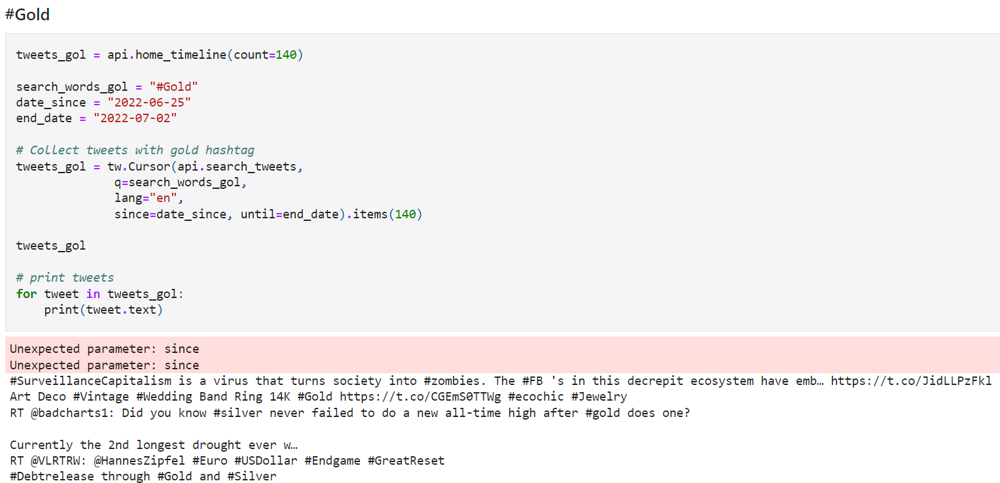 #Gold
tweets_gol = api.home_timeline(count=140)
search_words_gol = "#Gold"
date_since = "2022-06-25"
end_date = "2022-07-02"
# Collect tweets with gold hashtag
tweets_gol = tw.Cursor(api.search_tweets,
q=search_words_gol,
lang="en",
since=date_since, until=end_date).items(140)
tweets_gol
# print tweets
for tweet in tweets_gol:
print(tweet.text)
Unexpected parameter: since
Unexpected parameter: since
#SurveillanceCapitalism is a virus that turns society into #zombies. The #FB 's in this decrepit ecosystem have emb… https://t.co/JidLLPzFkl
Art Deco #Vintage #Wedding Band Ring 14K #Gold https://t.co/CGEmS0TTWg #ecochic #Jewelry
RT @badcharts1: Did you know #silver never failed to do a new all-time high after #gold does one?
Currently the 2nd longest drought ever w…
RT @VLRTRW: @HannesZipfel #Euro #USDollar #Endgame #GreatReset
#Debtrelease through #Gold and #Silver